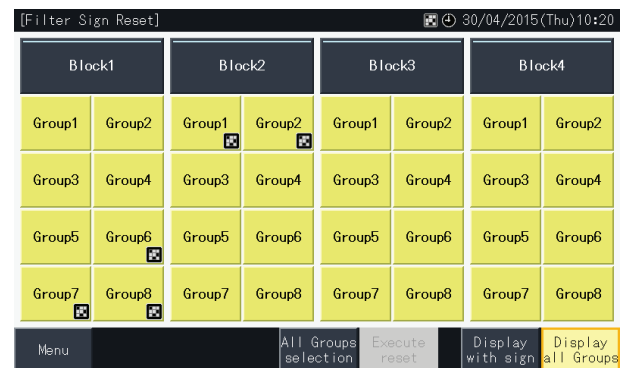 [Filter Sign Reset] 30/04/2015(Thu)10:20
Block1 Block2 Block3 Block4
Group1 Group2 Group1 Group2 Group1 Group2 Group1 Group2
Group3 Group4 Group3 Group4 Group3 Group4 Group3 Group4
Group5 Group6 Group5 Group6 Group5 Group6 Group5 Group6
Group7 Group8 Group7 Group8 Group7 Group8 Group7 Group8
Menu
All Groups
selection
Execute
reset
Display
with sign
Display
all Groups